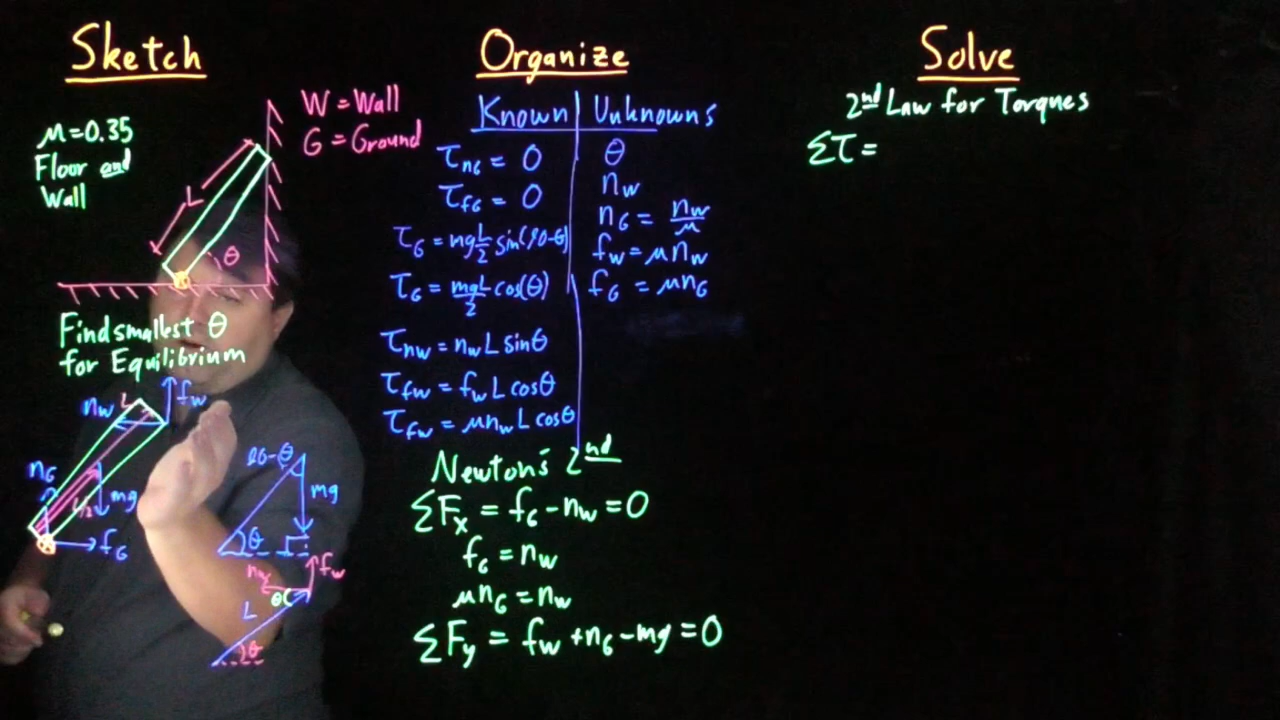 Sketch
μ=0.35
Floor and
Wall
W = Wall
G = Ground
L
θ
Find smallest θ
for Equilibrium
L
nw
fw
nG
L/2
mg
fG
90-θ
mg
θ
nw
fw
θ
L
θ
Organize
Known | Unknowns
τnG = 0
τfG = 0
τG = mg L/2 sin(90-θ)
τG = mgL/2 cos(θ)
τnw = nw L sinθ
τfw = fw L cosθ
τfw = μnw L cosθ
θ
nw
nG = nw/μ
fw = μnw
fG = μnG
Newton's 2nd
ΣFx = fG - nw = 0
fG = nw
μnG = nw
ΣFy = fw + nG - mg = 0
Solve
2nd Law for Torques
Στ =